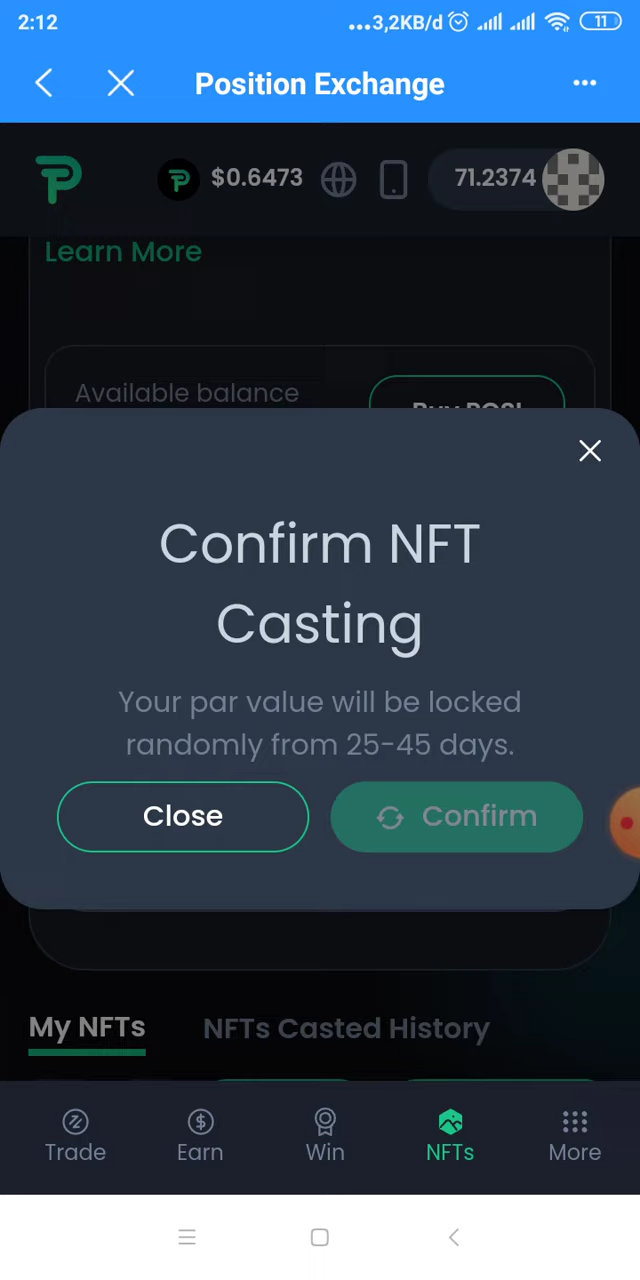 2:12 ...3,2KB/d 11
Position Exchange
$0.6473 71.2374
Learn More
Available balance
Buy POSI
Confirm NFT
Casting
Your par value will be locked
randomly from 25-45 days.
Close Confirm
My NFTs NFTs Casted History
Trade Earn Win NFTs More